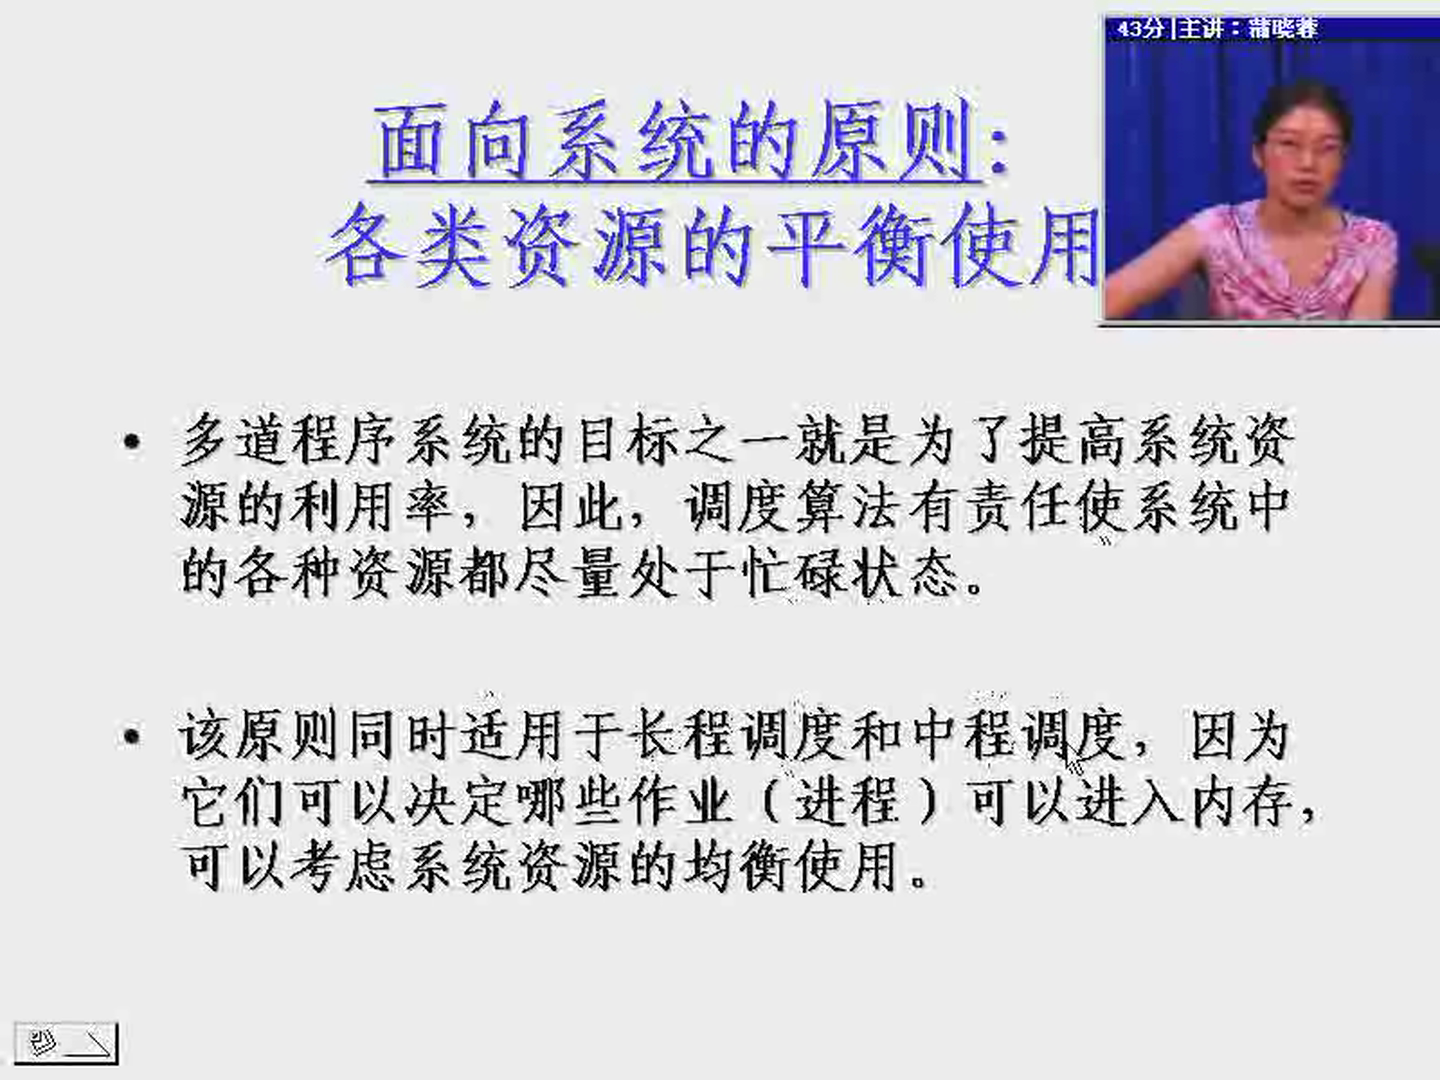 43分|主讲：蒲晓蓉
面向系统的原则:
各类资源的平衡使用
• 多道程序系统的目标之一就是为了提高系统资
源的利用率，因此，调度算法有责任使系统中
的各种资源都尽量处于忙碌状态。
• 该原则同时适用于长程调度和中程调度，因为
它们可以决定哪些作业（进程）可以进入内存，
可以考虑系统资源的均衡使用。